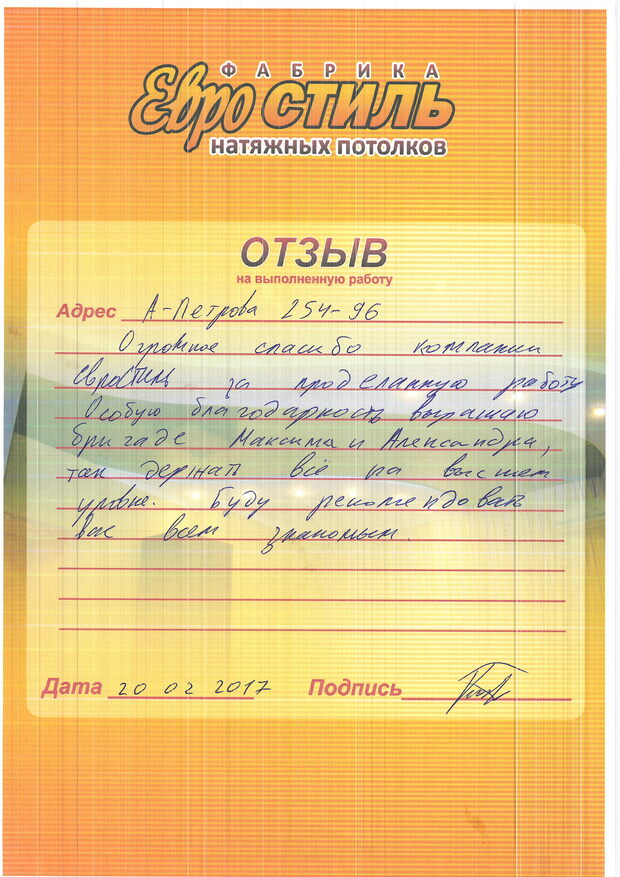 ФАБРИКА
Евро СТИЛЬ
НАТЯЖНЫХ ПОТОЛКОВ
ОТЗЫВ
на выполненную работу
Адрес А-Петрова 254-96
Огромное спасибо компании
евростиль за проделанную работу
Особую благодарность выражаю
бригаде Максима и Александра,
так держать всё на высшем
уровне. Буду рекомендовать
Вас всем знакомым.
Дата 20 02 2017 Подпись